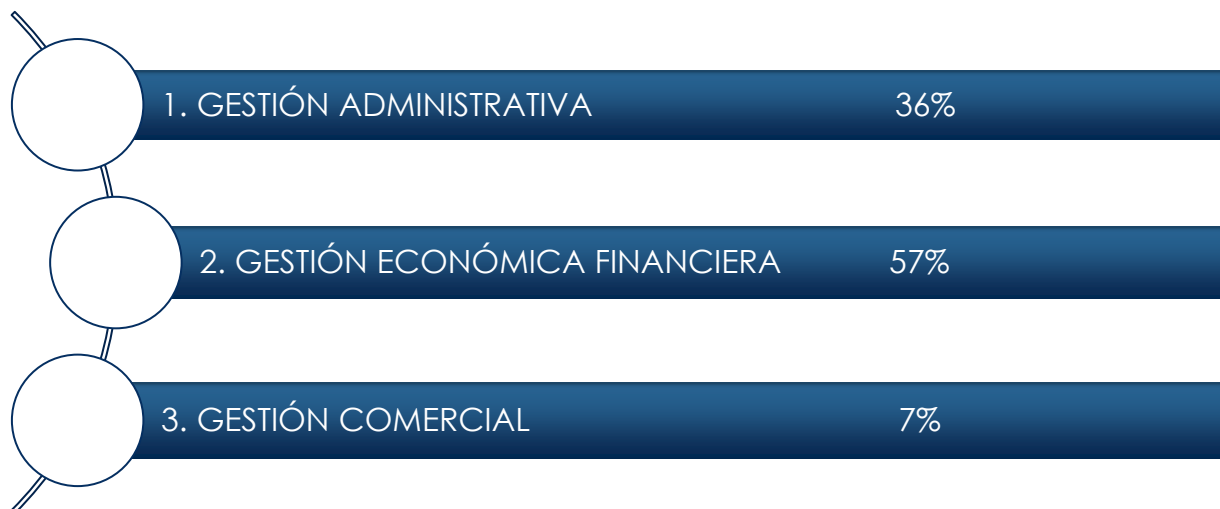 1. GESTIÓN ADMINISTRATIVA 36%
2. GESTIÓN ECONÓMICA FINANCIERA 57%
3. GESTIÓN COMERCIAL 7%